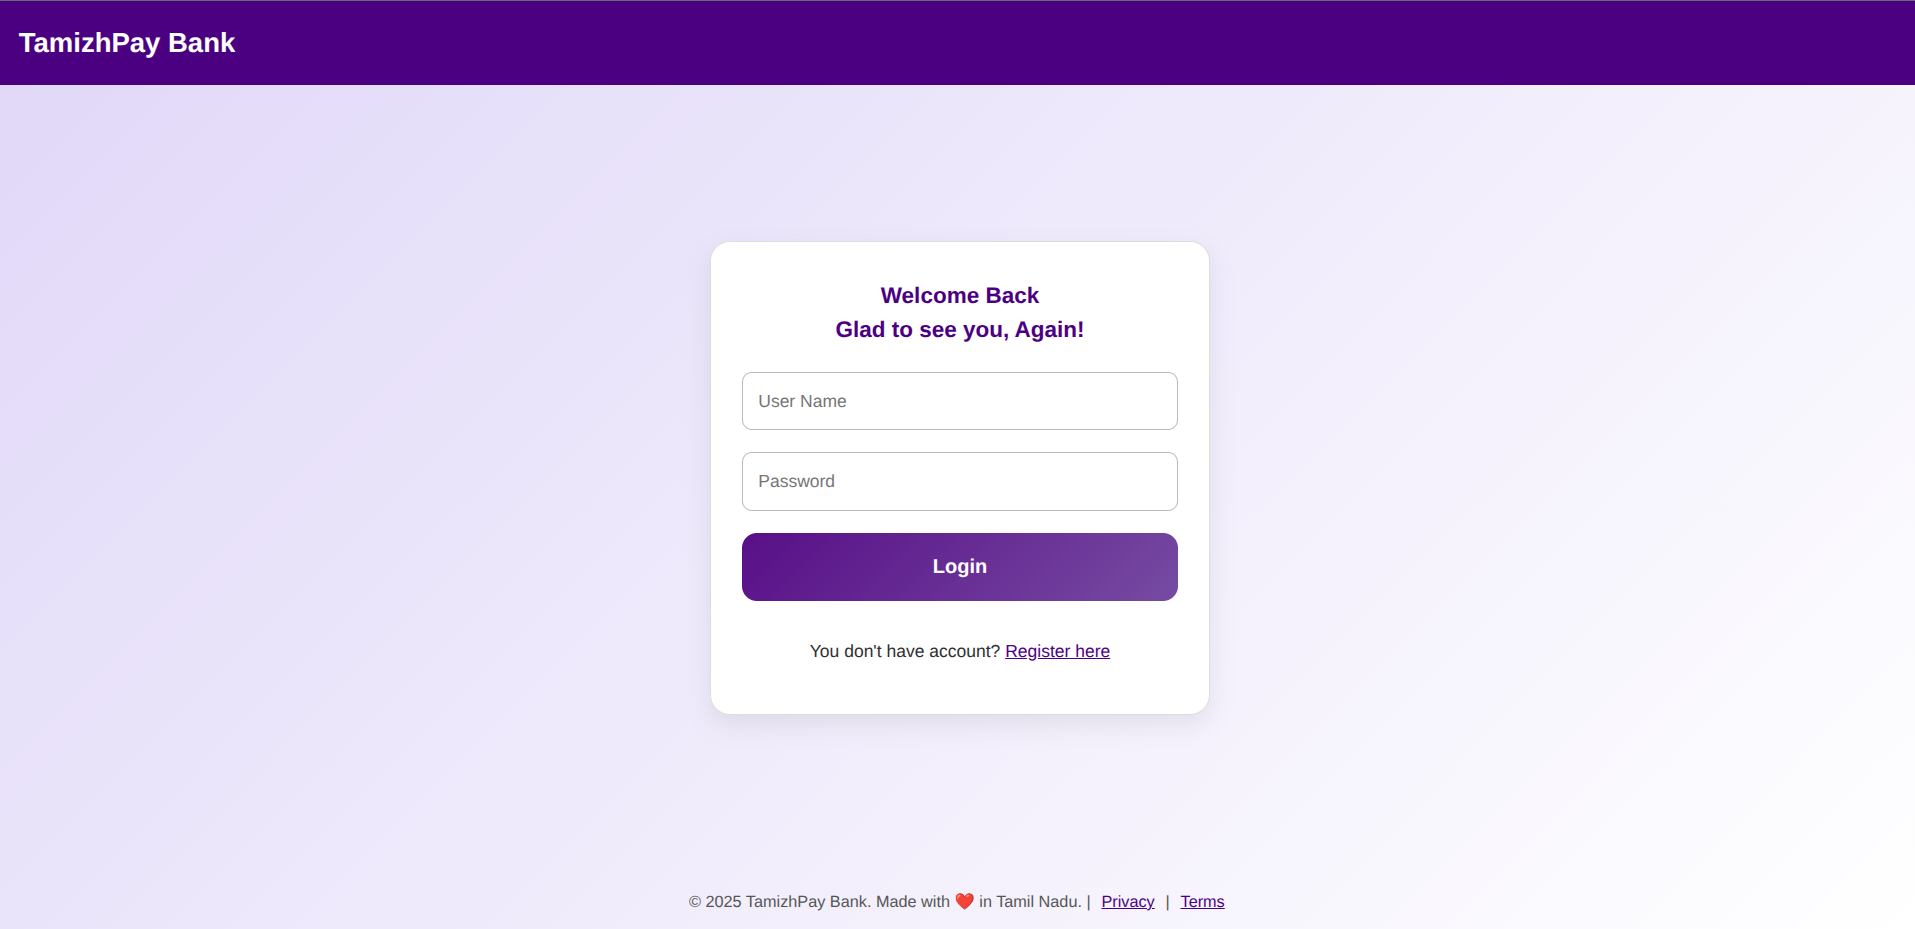 TamizhPay Bank
Welcome Back
Glad to see you, Again!
User Name
Password
Login
You don't have account? Register here
© 2025 TamizhPay Bank. Made with ❤️ in Tamil Nadu. | Privacy | Terms